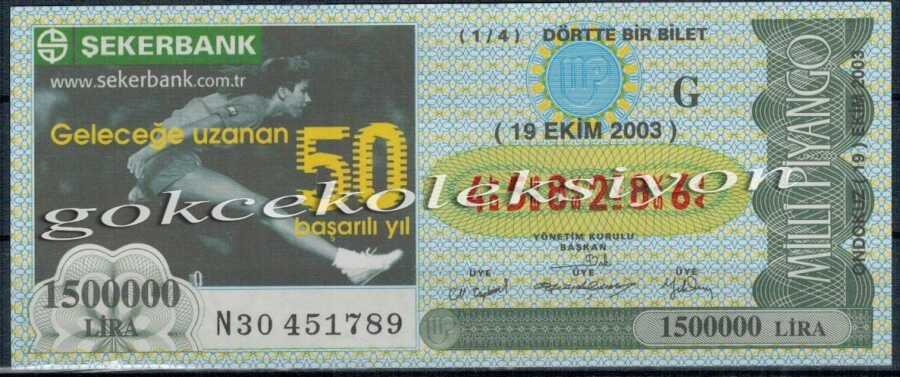 ŞEKERBANK
www.sekerbank.com.tr
Geleceğe uzanan
50
başarılı yıl
1500000
LİRA
N30 451789
(1/4) DÖRTTE BİR BİLET
G
(19 EKİM 2003)
YÖNETİM KURULU
BAŞKAN
ÜYE ÜYE ÜYE
1500000 LİRA
MİLLİ PİYANGO
ONDOKUZ (19) EKİM 2003
gokcekoleksiyon